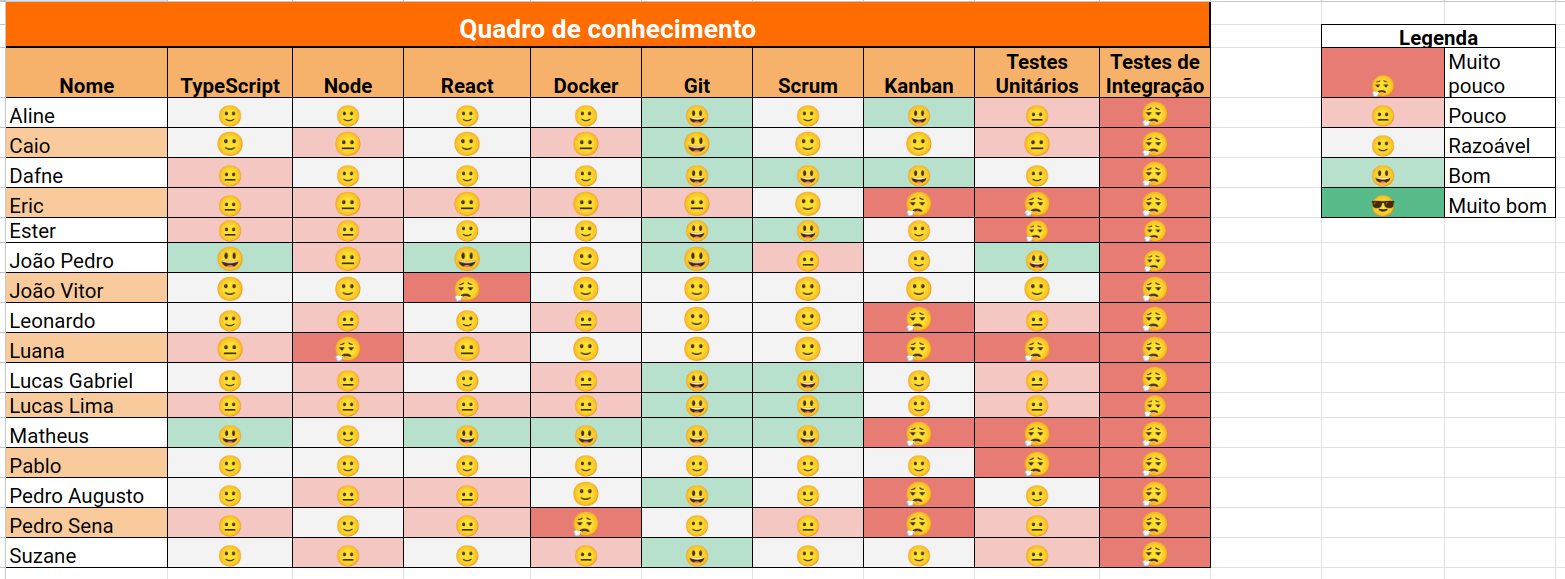 Quadro de conhecimento
Nome TypeScript Node React Docker Git Scrum Kanban Testes Unitários Testes de Integração
Aline 🙂 🙂 🙂 🙂 😃 🙂 😃 😐 😮‍💨
Caio 🙂 😐 🙂 😐 😃 🙂 🙂 😐 😮‍💨
Dafne 😐 🙂 🙂 🙂 😃 😃 😃 🙂 😮‍💨
Eric 😐 😐 😐 😐 😐 🙂 😮‍💨 😮‍💨 😮‍💨
Ester 😐 😐 🙂 🙂 😃 😃 🙂 😮‍💨 😮‍💨
João Pedro 😃 😐 😃 🙂 😃 😐 🙂 😃 😮‍💨
João Vitor 🙂 🙂 😮‍💨 🙂 🙂 🙂 🙂 🙂 😮‍💨
Leonardo 🙂 😐 🙂 😐 🙂 🙂 😮‍💨 😐 😮‍💨
Luana 😐 😮‍💨 😐 🙂 🙂 🙂 😮‍💨 😮‍💨 😮‍💨
Lucas Gabriel 🙂 😐 🙂 😐 😃 😃 🙂 😐 😮‍💨
Lucas Lima 😐 😐 😐 😐 😃 😃 🙂 😐 😮‍💨
Matheus 😃 🙂 😃 😃 😃 😃 😮‍💨 😮‍💨 😮‍💨
Pablo 🙂 🙂 🙂 🙂 🙂 🙂 🙂 😮‍💨 😮‍💨
Pedro Augusto 🙂 😐 😐 🙂 😃 🙂 😮‍💨 🙂 😮‍💨
Pedro Sena 😐 🙂 😐 😮‍💨 🙂 😐 😮‍💨 😐 😮‍💨
Suzane 🙂 😐 🙂 😐 😃 🙂 🙂 😐 😮‍💨
Legenda
😮‍💨 Muito pouco
😐 Pouco
🙂 Razoável
😃 Bom
😎 Muito bom